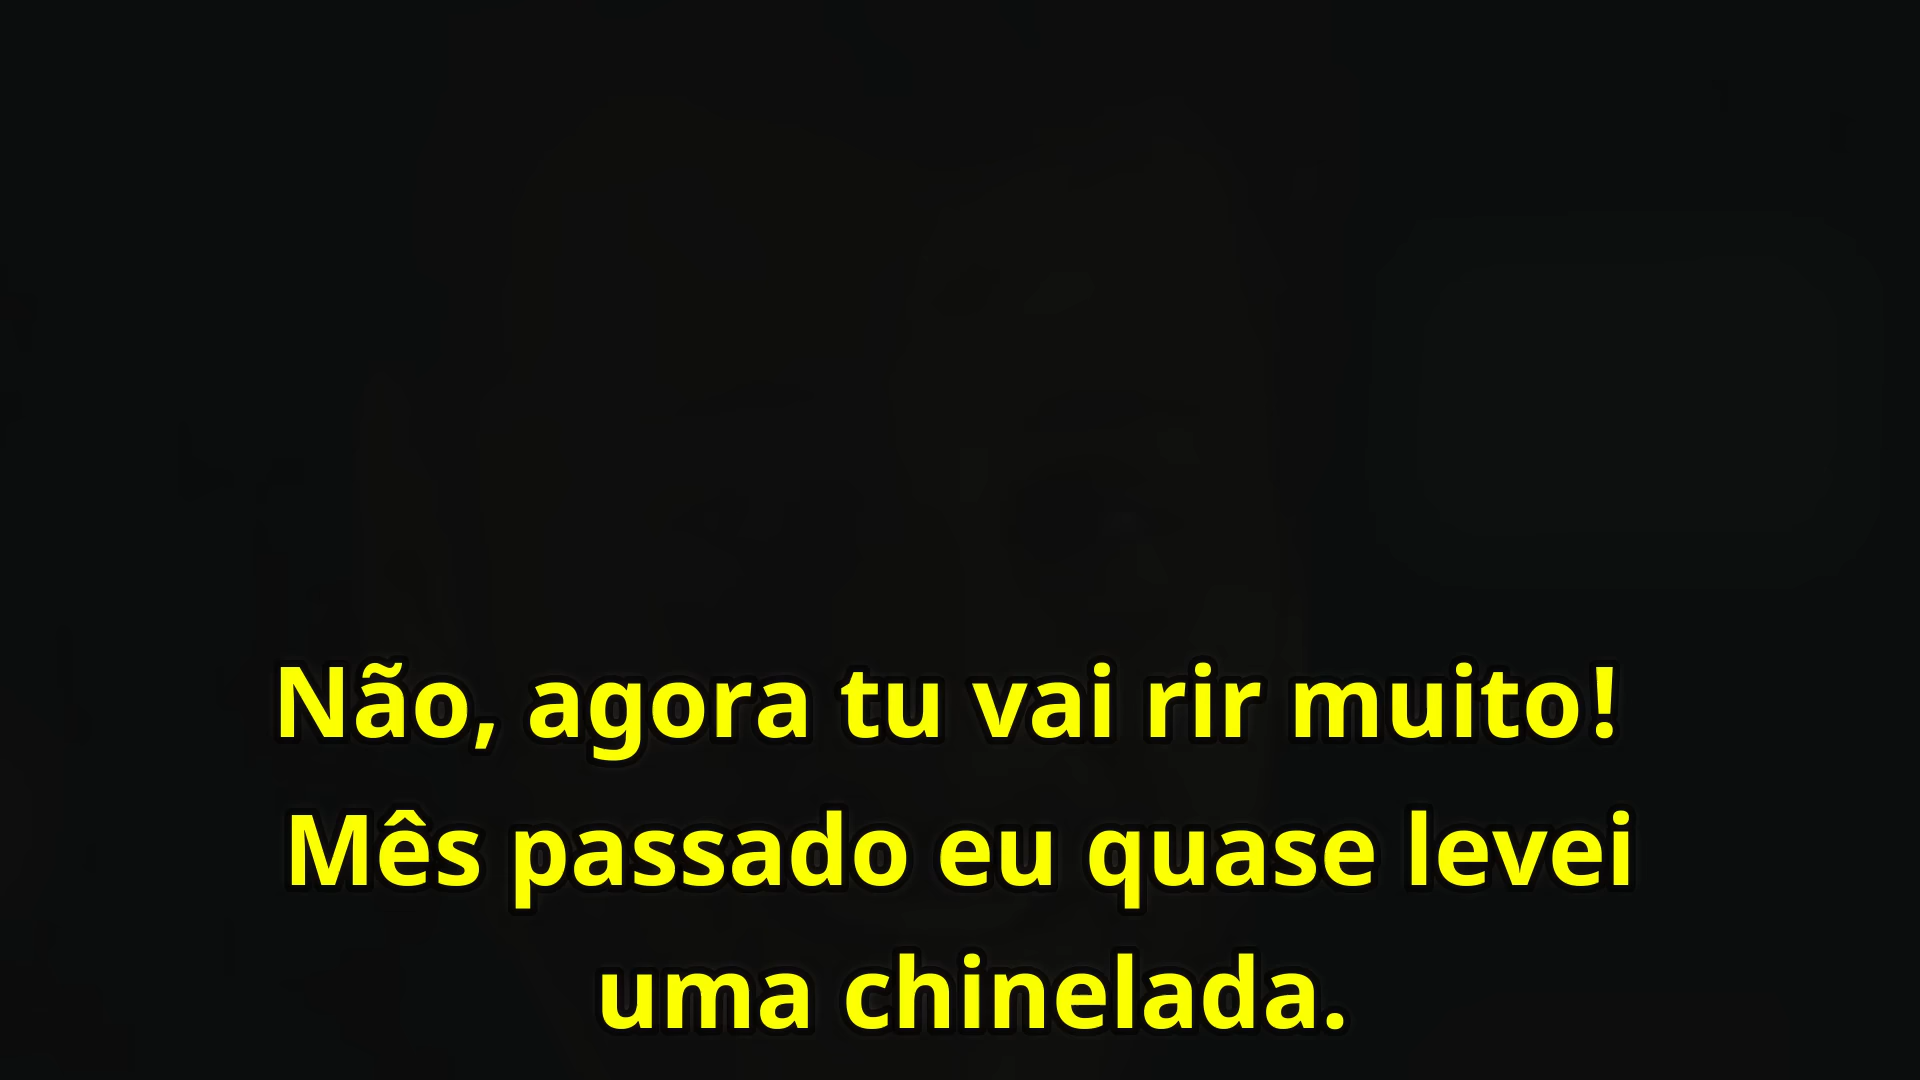 Não, agora tu vai rir muito!
Mês passado eu quase levei
uma chinelada.